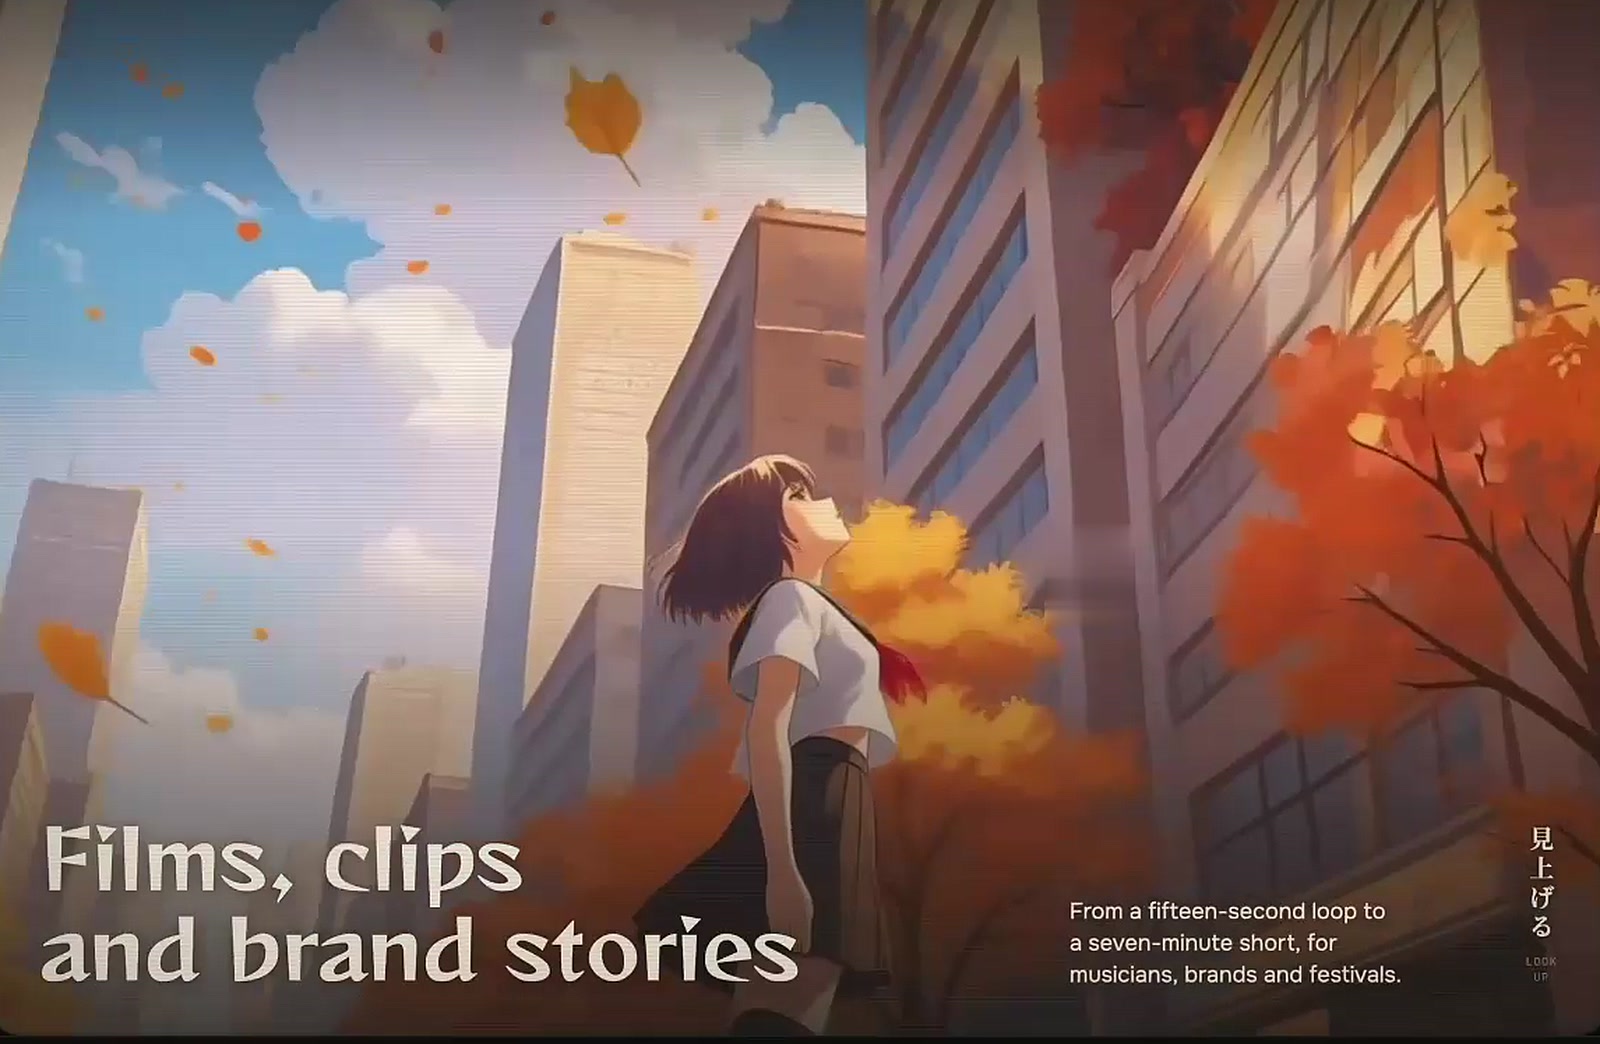 Films, clips
and brand stories
From a fifteen-second loop to
a seven-minute short, for
musicians, brands and festivals.
見上げる
LOOK
UP